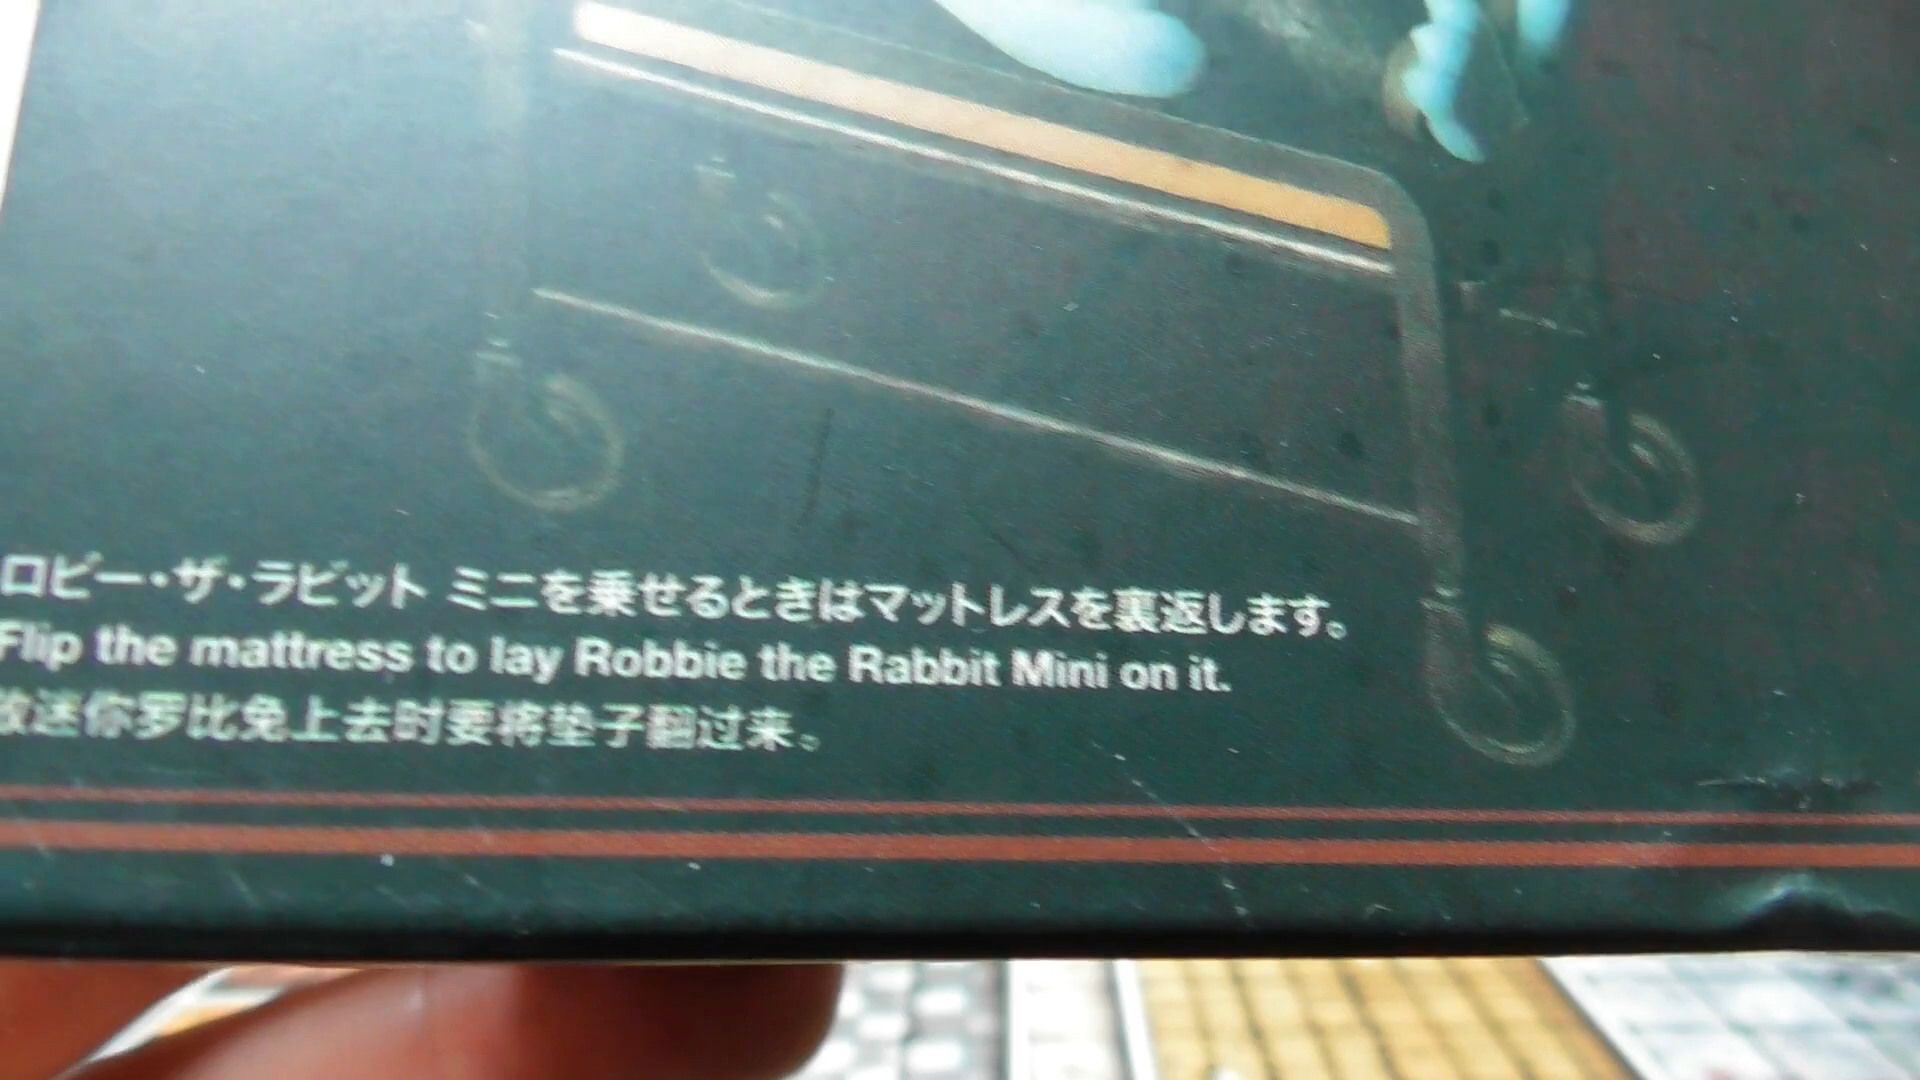 ロビー・ザ・ラビット ミニを乗せるときはマットレスを裏返します。
Flip the mattress to lay Robbie the Rabbit Mini on it.
放迷你罗比兔上去时要将垫子翻过来。